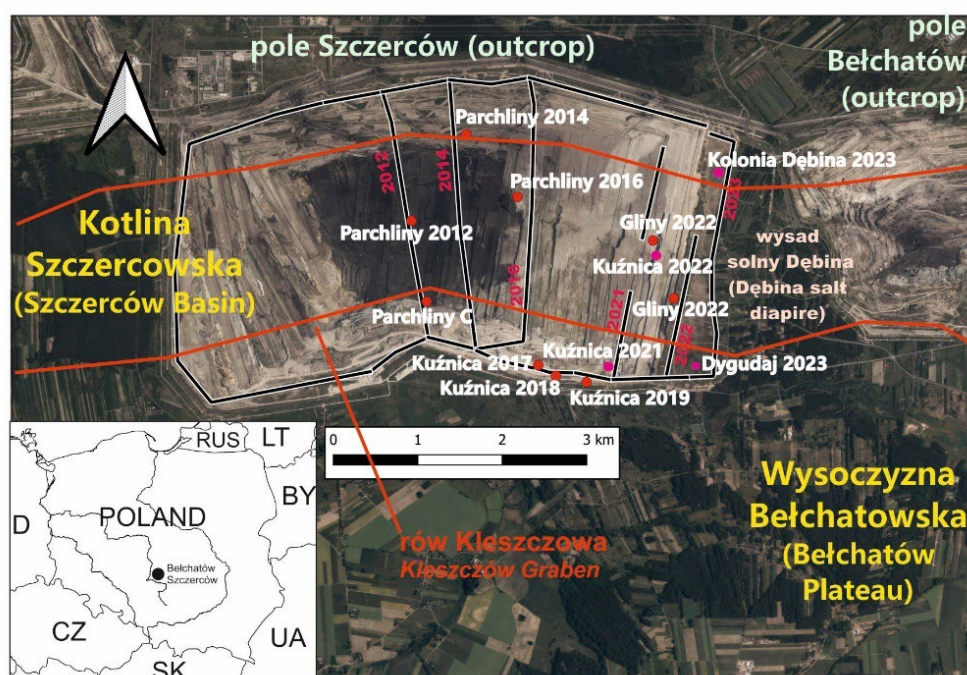 pole Szczerców (outcrop)
pole
Bełchatów
(outcrop)
Parchliny 2014
2012
2014
Kolonia Dębina 2023
2023
Parchliny 2016
Kotlina
Szczercowska
(Szczerców Basin)
Parchliny 2012
Gliny 2022
Kuźnica 2022
wysad
solny Dębina
(Dębina salt
diapire)
2016
Parchliny C
Gliny 2022
2021
2022
Kuźnica 2017
Kuźnica 2021
Dygudaj 2023
Kuźnica 2018
Kuźnica 2019
0 1 2 3 km
RUS
LT
BY
D
POLAND
Bełchatów
Szczerców
CZ
UA
SK
rów Kleszczowa
Kleszczów Graben
Wysoczyzna
Bełchatowska
(Bełchatów
Plateau)